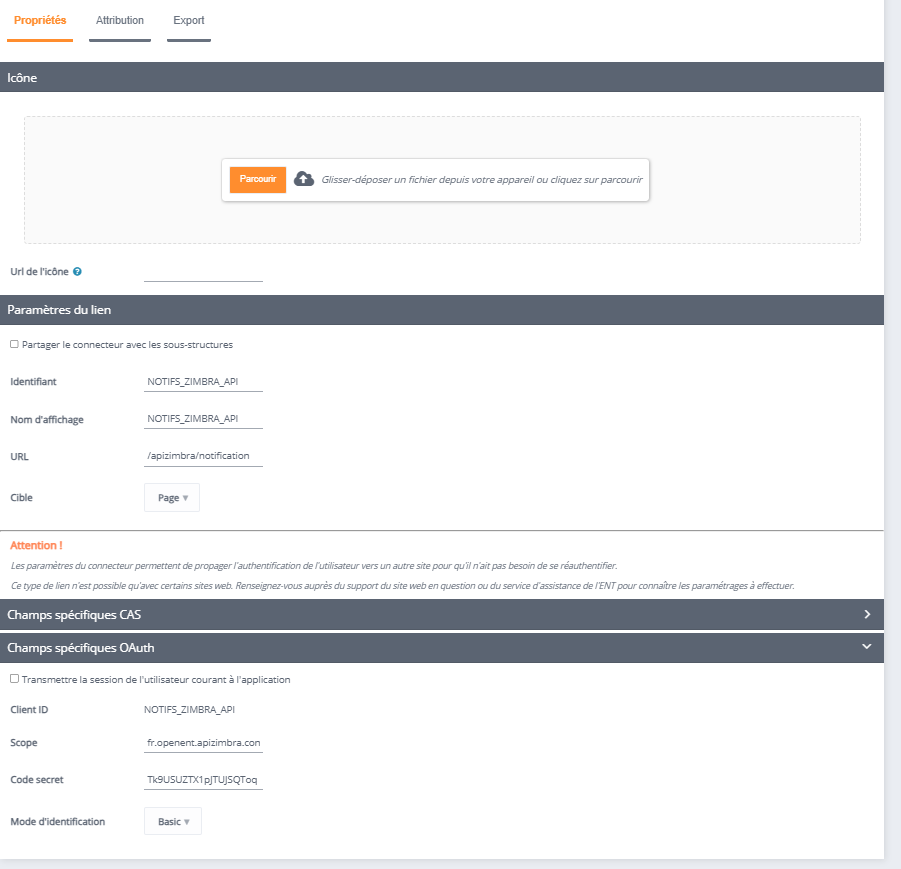 Propriétés Attribution Export
Icône
Parcourir Glisser-déposer un fichier depuis votre appareil ou cliquez sur parcourir
Url de l'icône ?
Paramètres du lien
Partager le connecteur avec les sous-structures
Identifiant NOTIFS_ZIMBRA_API
Nom d'affichage NOTIFS_ZIMBRA_API
URL /apizimbra/notification
Cible Page
Attention !
Les paramètres du connecteur permettent de propager l'authentification de l'utilisateur vers un autre site pour qu'il n'ait pas besoin de se réauthentifier.
Ce type de lien n'est possible qu'avec certains sites web. Renseignez-vous auprès du support du site web en question ou du service d'assistance de l'ENT pour connaître les paramétrages à effectuer.
Champs spécifiques CAS
Champs spécifiques OAuth
Transmettre la session de l'utilisateur courant à l'application
Client ID NOTIFS_ZIMBRA_API
Scope fr.openent.apizimbra.con
Code secret Tk9USUZTX1pJTUJSQToq
Mode d'identification Basic